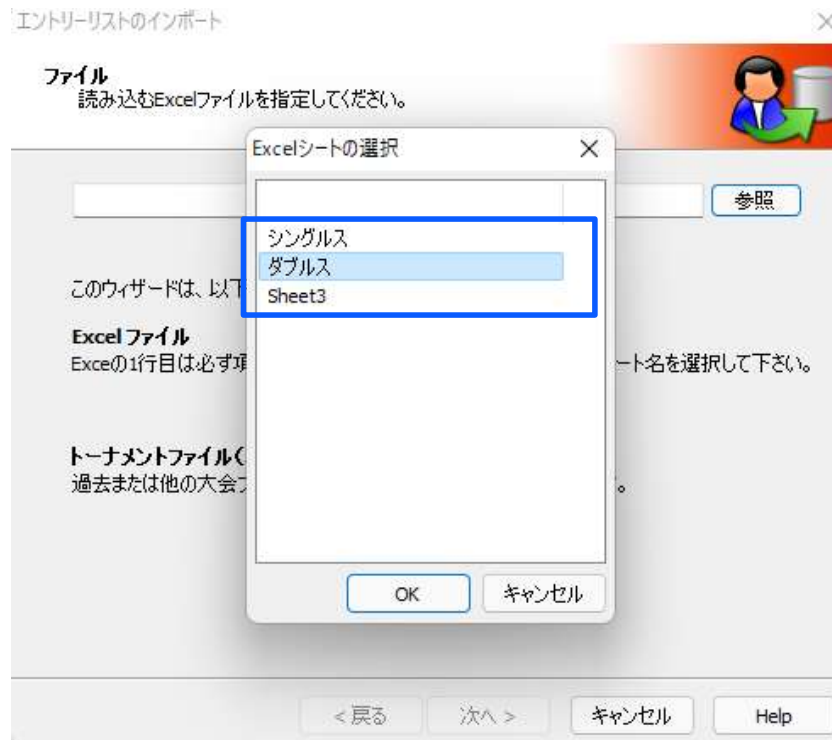 エントリーリストのインポート
ファイル
読み込むExcelファイルを指定してください。
Excelシートの選択
参照
シングルス
ダブルス
Sheet3
このウィザードは、以下
Excel ファイル
Exceの1行目は必ず項
ート名を選択して下さい。
トーナメントファイル(
過去または他の大会フ
。
OK
キャンセル
< 戻る
次へ >
キャンセル
Help